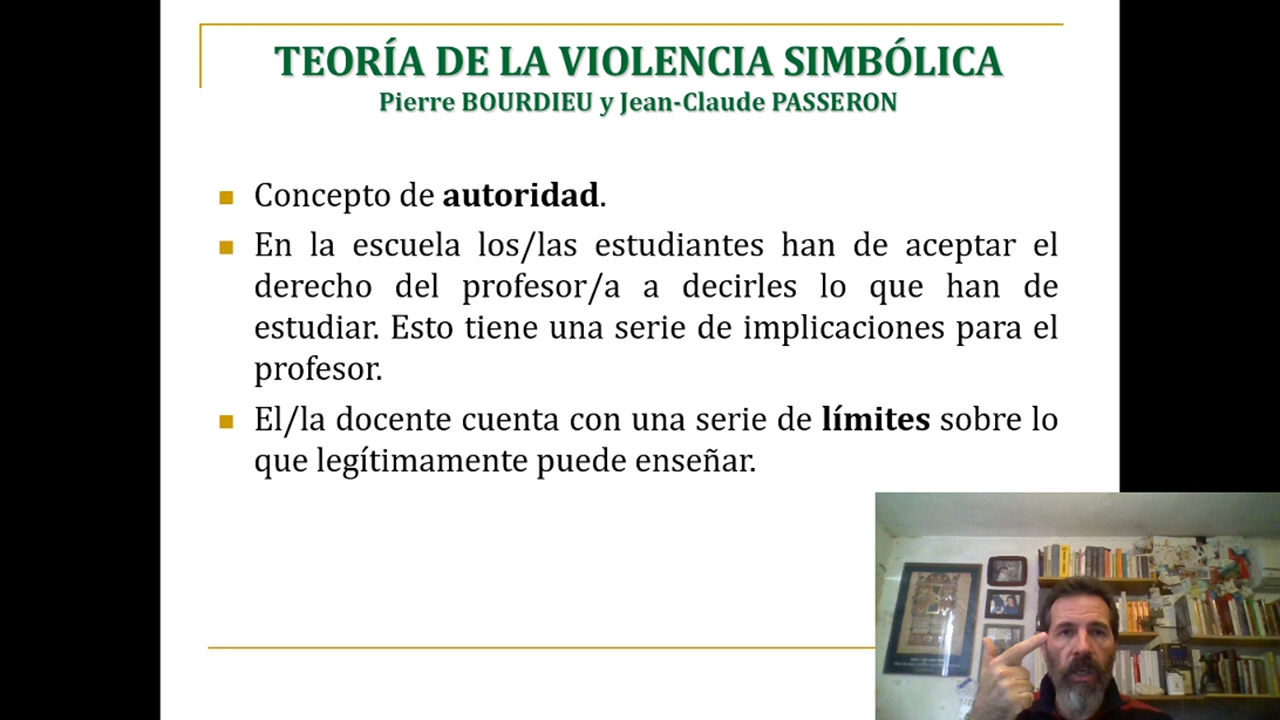 TEORÍA DE LA VIOLENCIA SIMBÓLICA
Pierre BOURDIEU y Jean-Claude PASSERON
Concepto de autoridad.
En la escuela los/las estudiantes han de aceptar el
derecho del profesor/a a decirles lo que han de
estudiar. Esto tiene una serie de implicaciones para el
profesor.
El/la docente cuenta con una serie de límites sobre lo
que legítimamente puede enseñar.